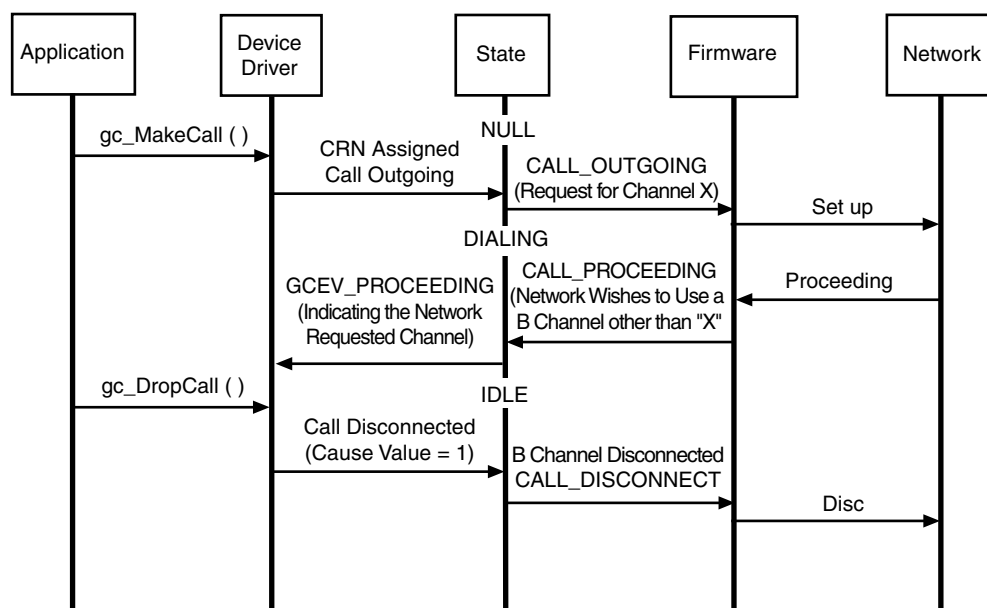 Application
Device
Driver
State
Firmware
Network
NULL
gc_MakeCall ( )
CRN Assigned
Call Outgoing
CALL_OUTGOING
(Request for Channel X)
Set up
DIALING
CALL_PROCEEDING
(Network Wishes to Use a
B Channel other than "X"
Proceeding
GCEV_PROCEEDING
(Indicating the Network
Requested Channel)
gc_DropCall ( )
IDLE
Call Disconnected
(Cause Value = 1)
B Channel Disconnected
CALL_DISCONNECT
Disc